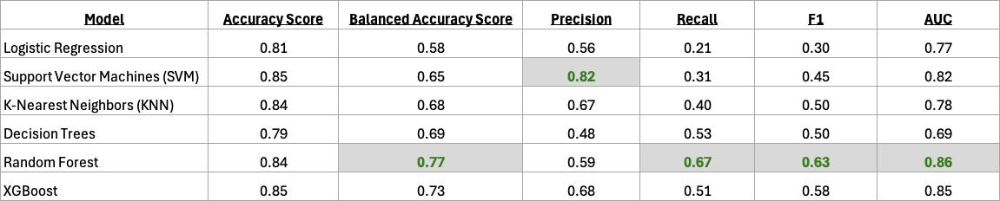 Model Accuracy Score Balanced Accuracy Score Precision Recall F1 AUC
Logistic Regression 0.81 0.58 0.56 0.21 0.30 0.77
Support Vector Machines (SVM) 0.85 0.65 0.82 0.31 0.45 0.82
K-Nearest Neighbors (KNN) 0.84 0.68 0.67 0.40 0.50 0.78
Decision Trees 0.79 0.69 0.48 0.53 0.50 0.69
Random Forest 0.84 0.77 0.59 0.67 0.63 0.86
XGBoost 0.85 0.73 0.68 0.51 0.58 0.85